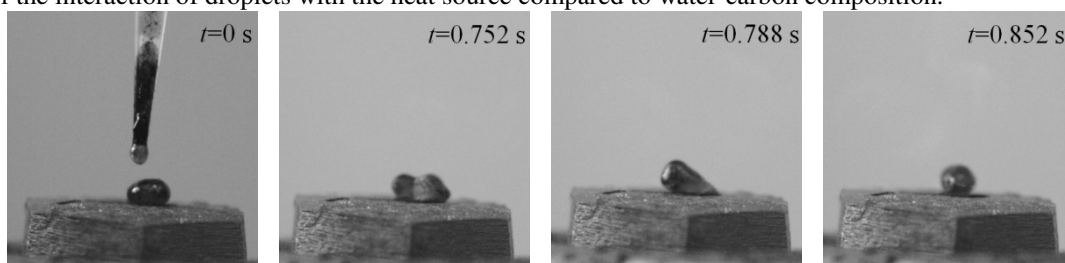 f the interaction of droplets with the heat source compared to water-carbon composition.
t=0 s
t=0.752 s
t=0.788 s
t=0.852 s